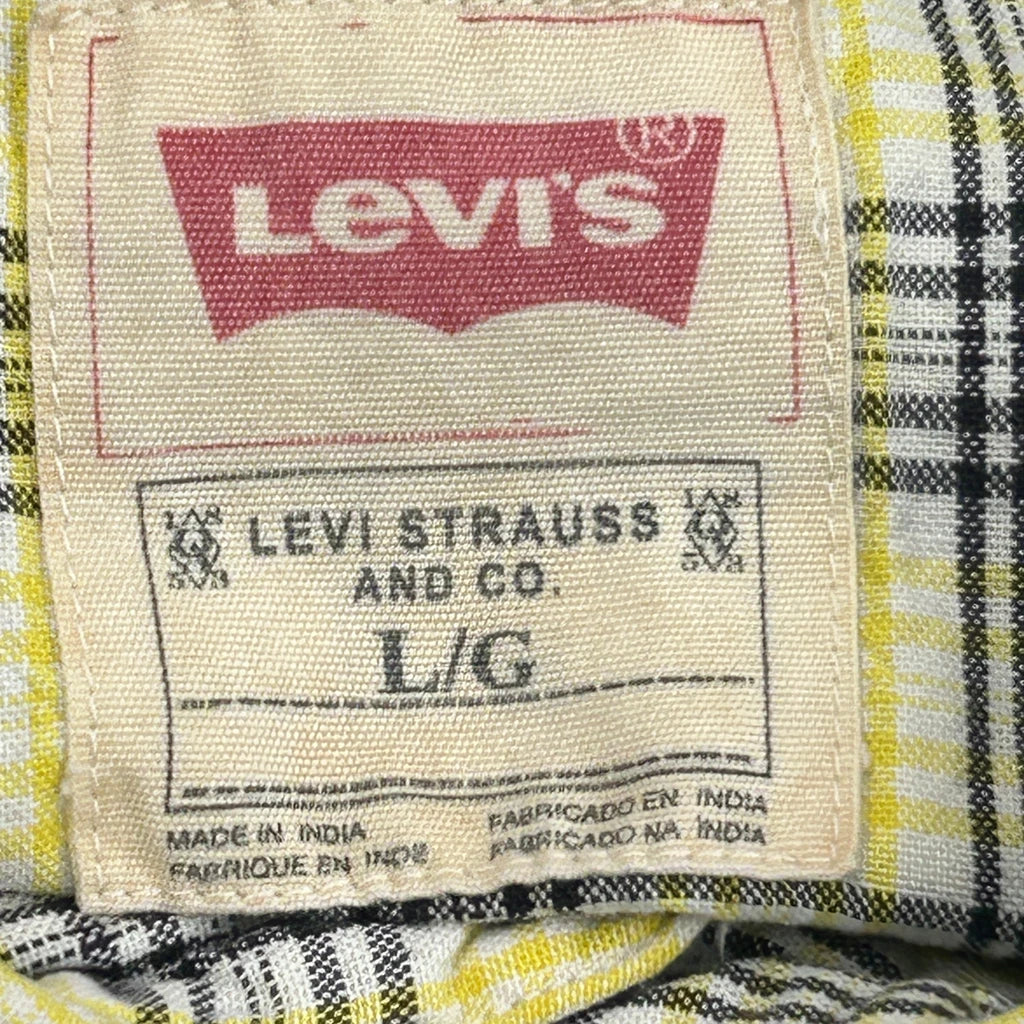 LEVI'S®
LEVI STRAUSS
AND CO.
L/G
MADE IN INDIA
FABRIQUE EN INDE
FABRICADO EN INDIA
FABRICADO NA INDIA